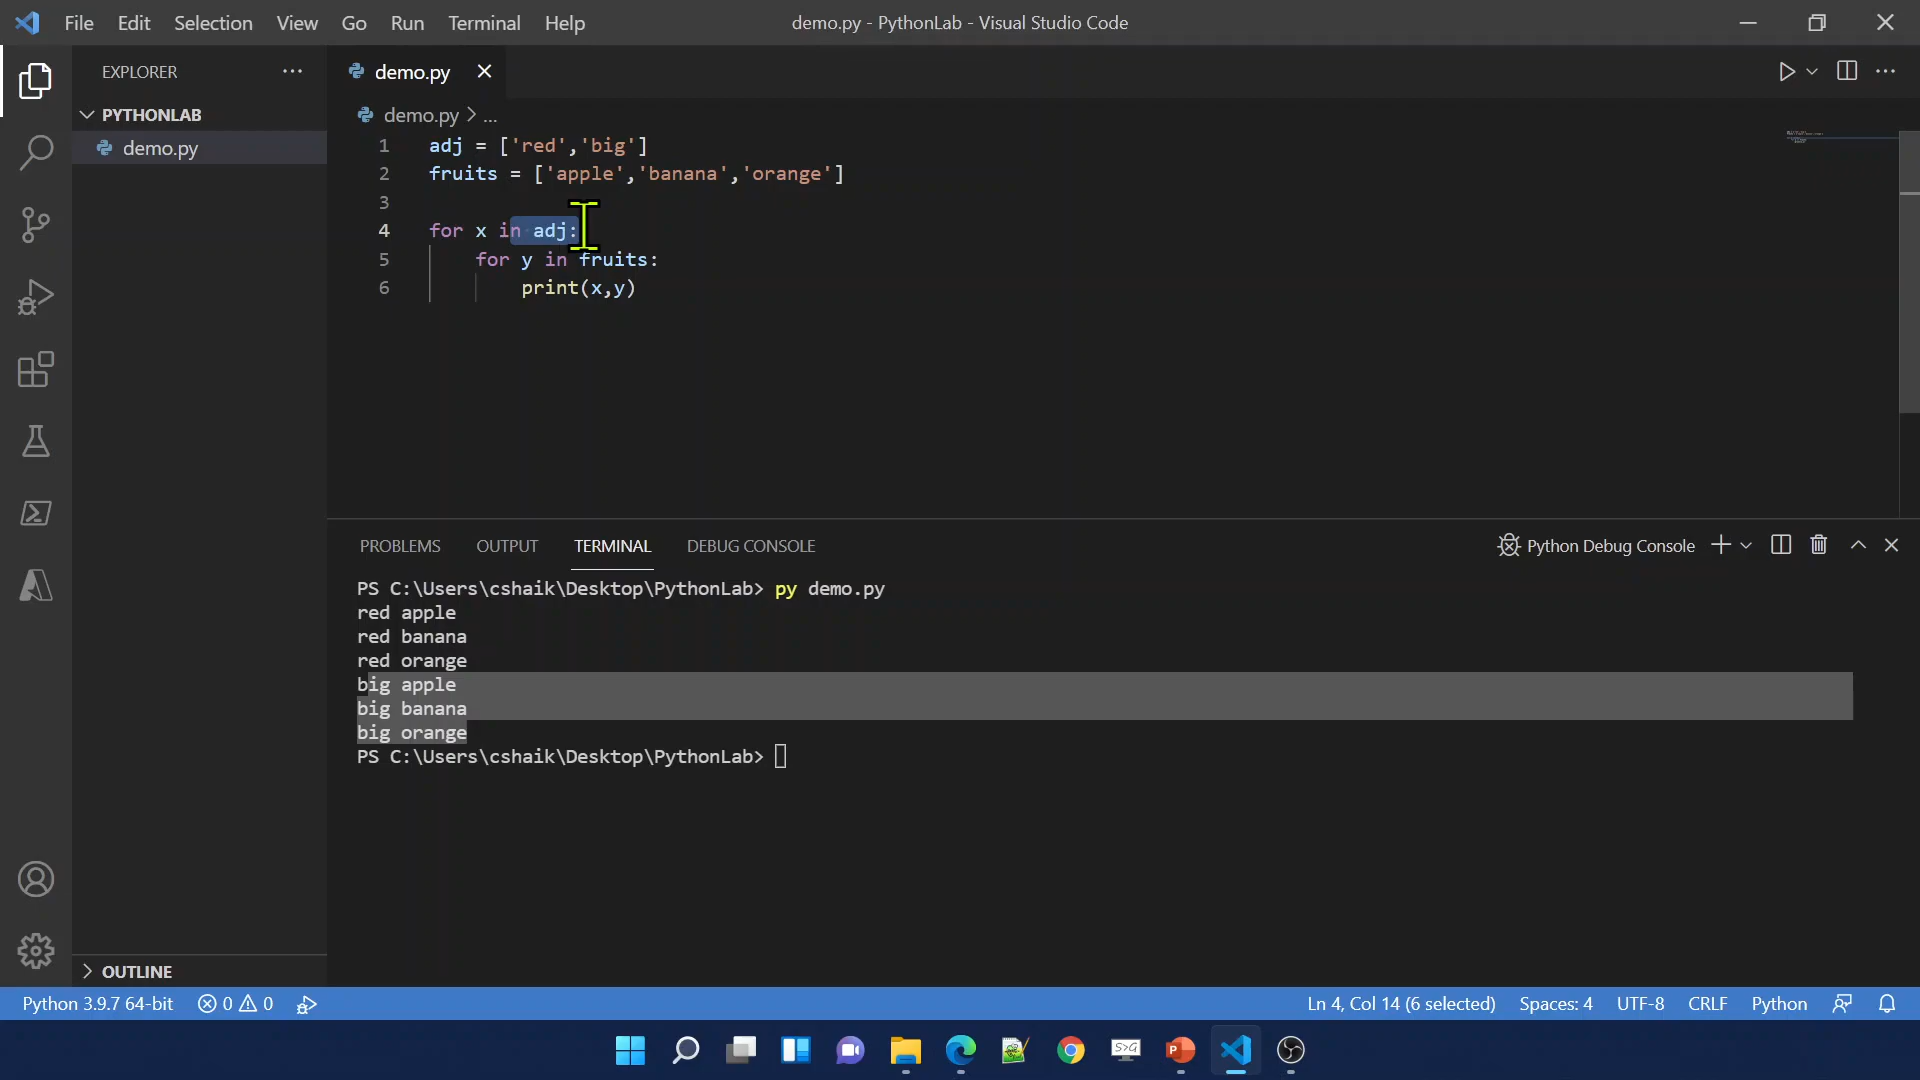 File Edit Selection View Go Run Terminal Help
demo.py - PythonLab - Visual Studio Code
EXPLORER
PYTHONLAB
demo.py
OUTLINE
demo.py
demo.py > ...
1 adj = ['red','big']
2 fruits = ['apple','banana','orange']
3
4 for x in adj:
5 for y in fruits:
6 print(x,y)
PROBLEMS OUTPUT TERMINAL DEBUG CONSOLE
Python Debug Console
PS C:\Users\cshaik\Desktop\PythonLab> py demo.py
red apple
red banana
red orange
big apple
big banana
big orange
PS C:\Users\cshaik\Desktop\PythonLab>
Python 3.9.7 64-bit 0 0 Ln 4, Col 14 (6 selected) Spaces: 4 UTF-8 CRLF Python
S>G
P